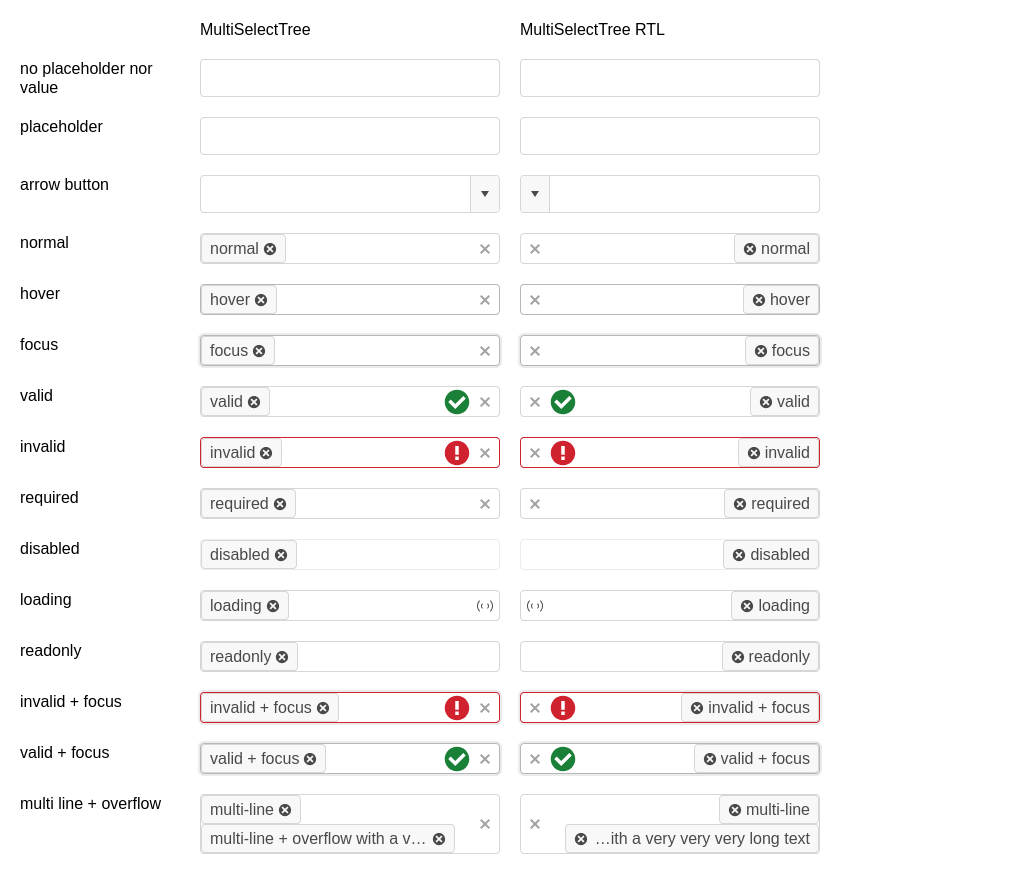 MultiSelectTree MultiSelectTree RTL
no placeholder nor
value
placeholder
arrow button
normal normal normal
hover hover hover
focus focus focus
valid valid valid
invalid invalid invalid
required required required
disabled disabled disabled
loading loading loading
readonly readonly readonly
invalid + focus invalid + focus invalid + focus
valid + focus valid + focus valid + focus
multi line + overflow multi-line multi-line
multi-line + overflow with a v… …ith a very very very long text